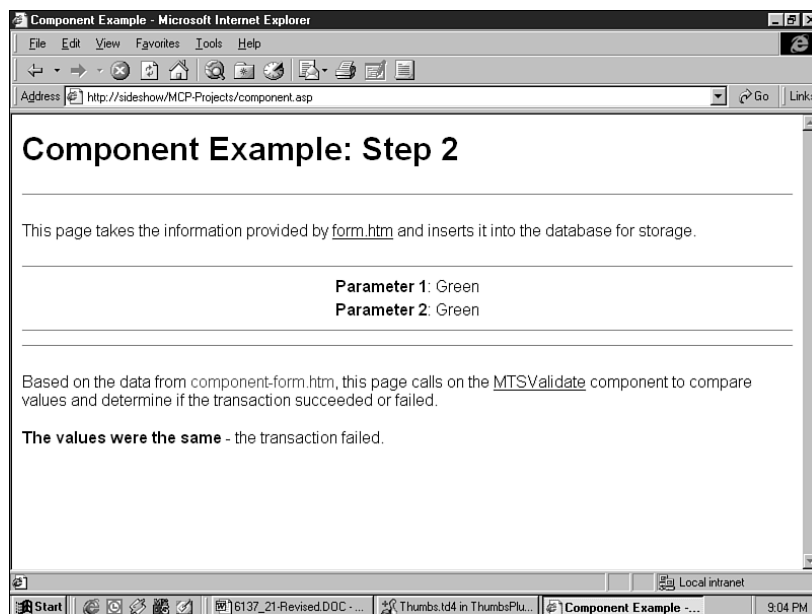 Component Example - Microsoft Internet Explorer
File Edit View Favorites Tools Help
Address http://sideshow/MCP-Projects/component.asp Go Links
Component Example: Step 2
This page takes the information provided by form.htm and inserts it into the database for storage.
Parameter 1: Green
Parameter 2: Green
Based on the data from component-form.htm, this page calls on the MTSValidate component to compare
values and determine if the transaction succeeded or failed.
The values were the same - the transaction failed.
Local intranet
Start 6137_21-Revised.DOC - ... Thumbs.td4 in ThumbsPlu... Component Example -... 9:04 PM